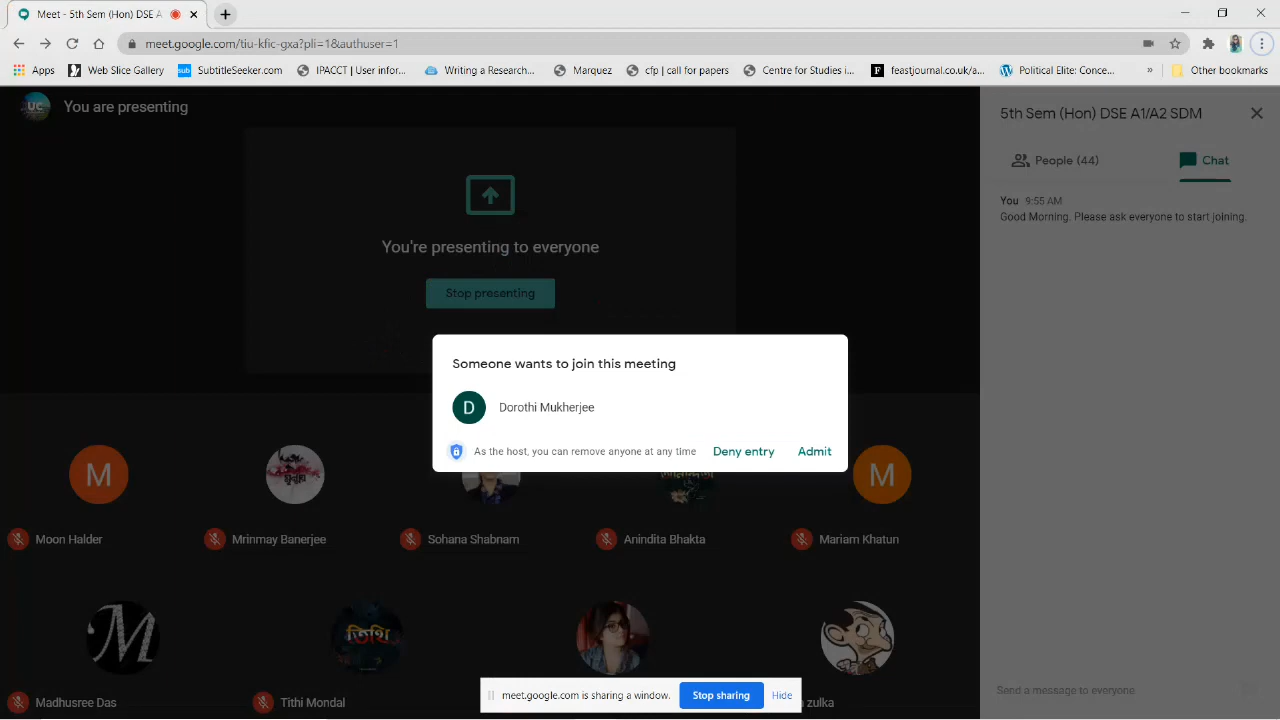 Meet - 5th Sem (Hon) DSE A
meet.google.com/tiu-kfic-gxa?pli=1&authuser=1
Apps Web Slice Gallery SubtitleSeeker.com IPACCT | User infor... Writing a Research... Marquez cfp | call for papers Centre for Studies i... feastjournal.co.uk/a... Political Elite: Conce... » Other bookmarks
UC You are presenting
5th Sem (Hon) DSE A1/A2 SDM
People (44) Chat
You 9:55 AM
Good Morning. Please ask everyone to start joining.
You're presenting to everyone
Stop presenting
Someone wants to join this meeting
D Dorothi Mukherjee
As the host, you can remove anyone at any time Deny entry Admit
M M
Moon Halder Mrinmay Banerjee Sohana Shabnam Anindita Bhakta Mariam Khatun
M তিথি
meet.google.com is sharing a window. Stop sharing Hide
Send a message to everyone
Madhusree Das Tithi Mondal zulka